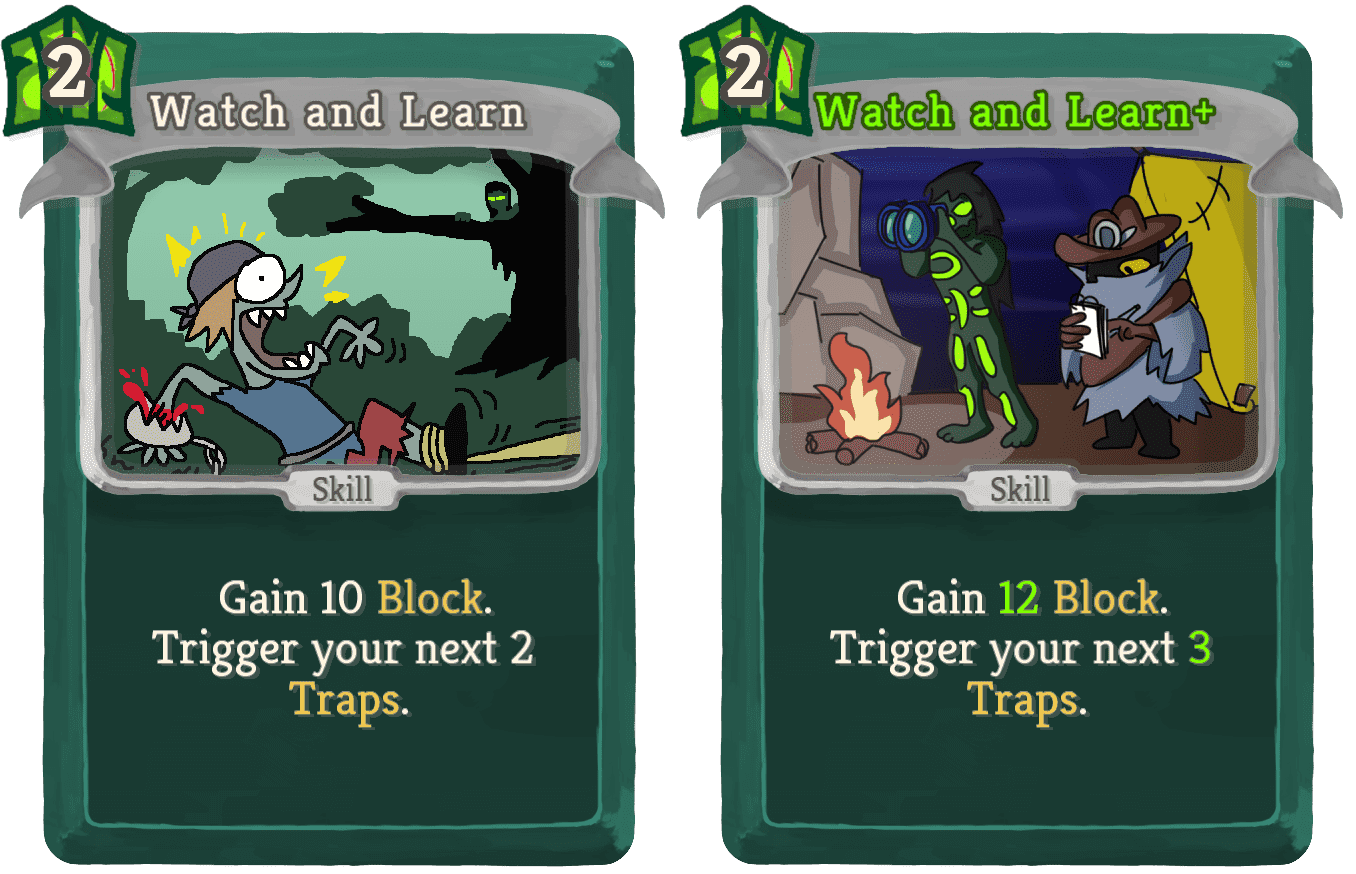 2
Watch and Learn
Skill
Gain 10 Block.
Trigger your next 2
Traps.
2
Watch and Learn+
Skill
Gain 12 Block.
Trigger your next 3
Traps.